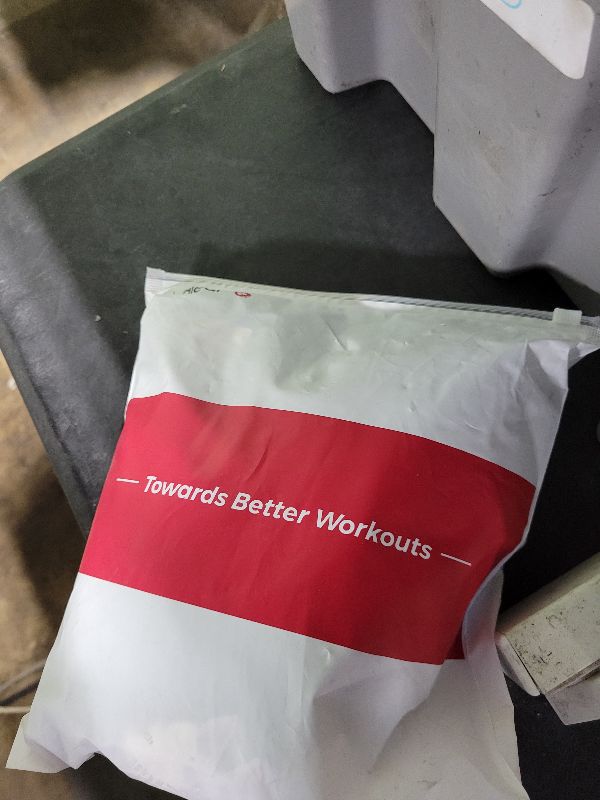 — Towards Better Workouts —